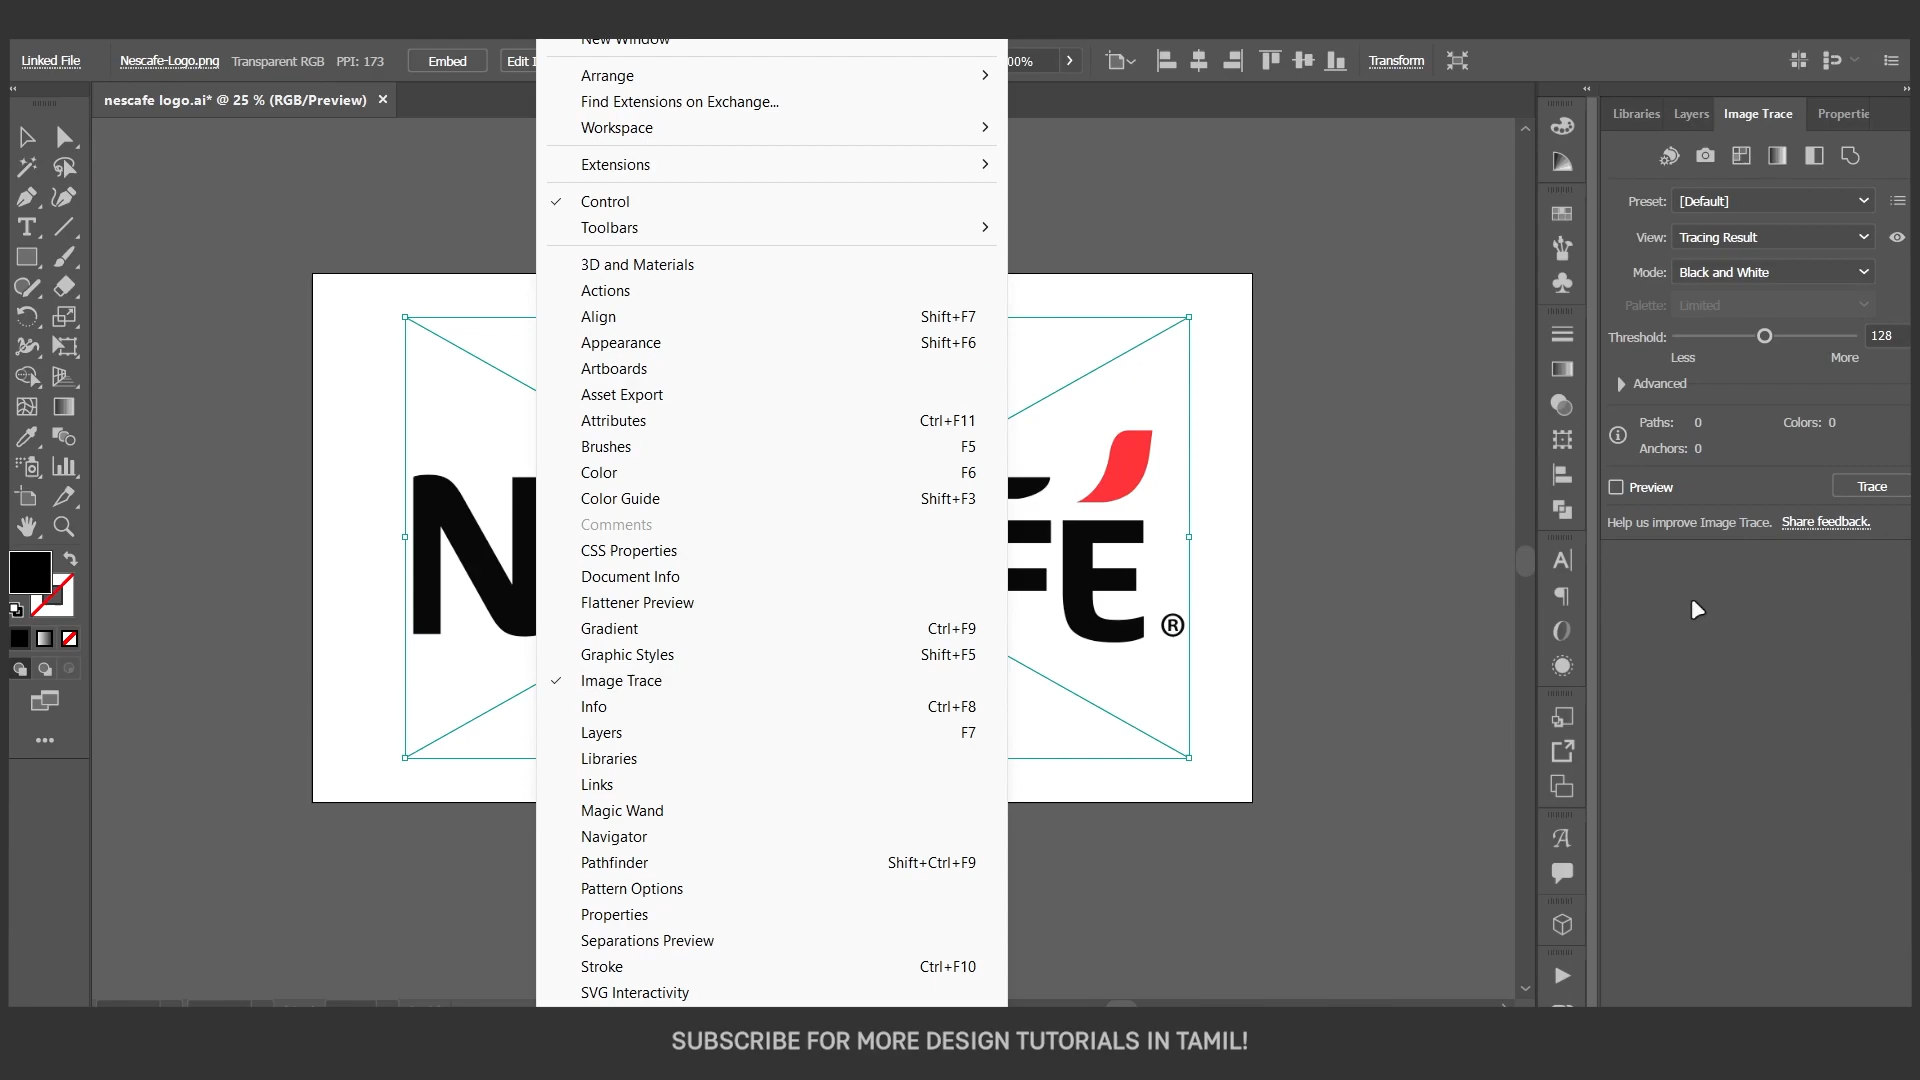 Linked File
Nescafe-Logo.png
Transparent RGB
PPI: 173
Embed
Edit
New Window
Transform
nescafe logo.ai* @ 25 % (RGB/Preview)
Arrange
Find Extensions on Exchange...
Workspace
Extensions
Control
Toolbars
3D and Materials
Actions
Align Shift+F7
Appearance Shift+F6
Artboards
Asset Export
Attributes Ctrl+F11
Brushes F5
Color F6
Color Guide Shift+F3
Comments
CSS Properties
Document Info
Flattener Preview
Gradient Ctrl+F9
Graphic Styles Shift+F5
Image Trace
Info Ctrl+F8
Layers F7
Libraries
Links
Magic Wand
Navigator
Pathfinder Shift+Ctrl+F9
Pattern Options
Properties
Separations Preview
Stroke Ctrl+F10
SVG Interactivity
N
FE
®
Libraries
Layers
Image Trace
Propertie
Preset: [Default]
View: Tracing Result
Mode: Black and White
Palette: Limited
Threshold: 128
Less More
Advanced
Paths: 0 Colors: 0
Anchors: 0
Preview
Trace
Help us improve Image Trace. Share feedback.
SUBSCRIBE FOR MORE DESIGN TUTORIALS IN TAMIL!